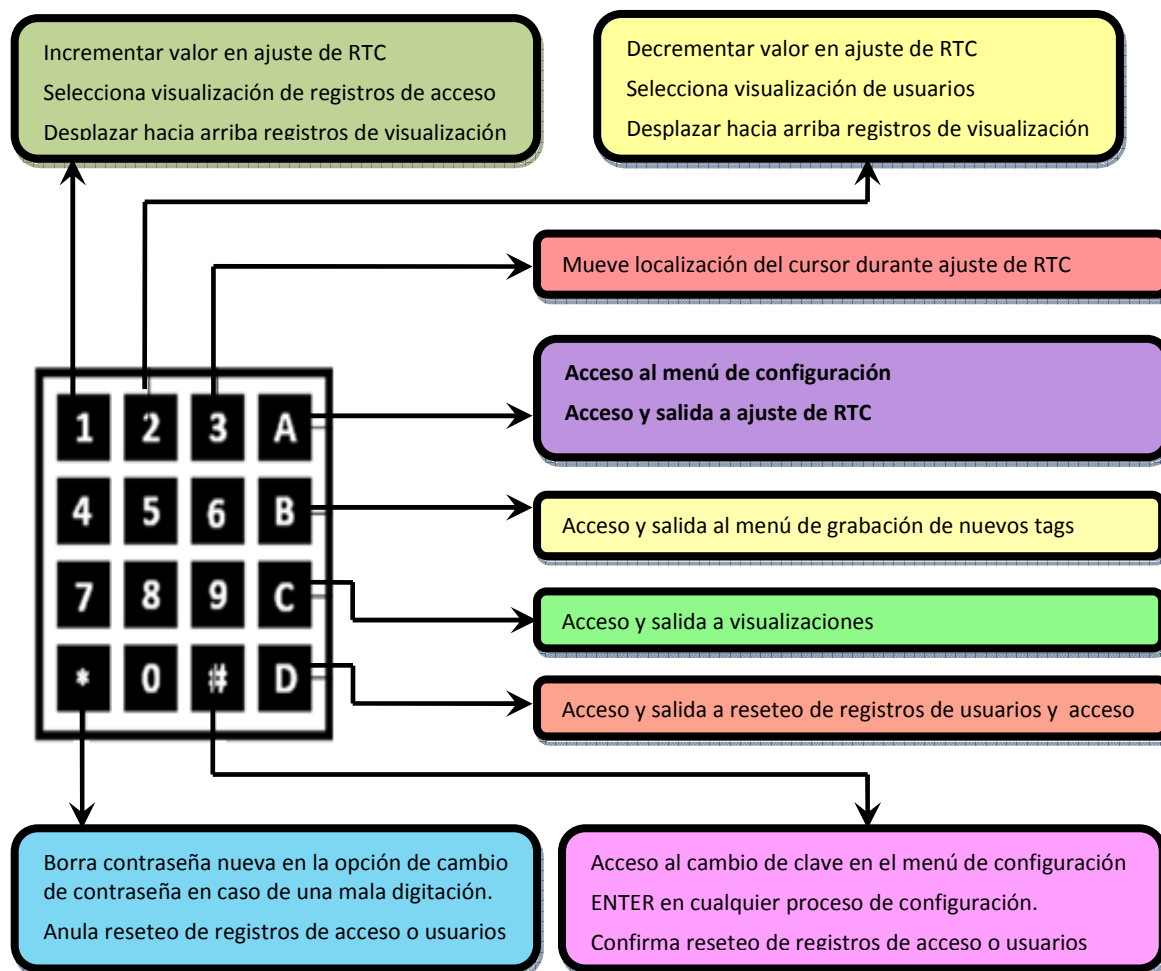 Incrementar valor en ajuste de RTC
Selecciona visualización de registros de acceso
Desplazar hacia arriba registros de visualización
Decrementar valor en ajuste de RTC
Selecciona visualización de usuarios
Desplazar hacia arriba registros de visualización
Mueve localización del cursor durante ajuste de RTC
Acceso al menú de configuración
Acceso y salida a ajuste de RTC
1 2 3 A
4 5 6 B
7 8 9 C
* 0 # D
Acceso y salida al menú de grabación de nuevos tags
Acceso y salida a visualizaciones
Acceso y salida a reseteo de registros de usuarios y acceso
Borra contraseña nueva en la opción de cambio
de contraseña en caso de una mala digitación.
Anula reseteo de registros de acceso o usuarios
Acceso al cambio de clave en el menú de configuración
ENTER en cualquier proceso de configuración.
Confirma reseteo de registros de acceso o usuarios